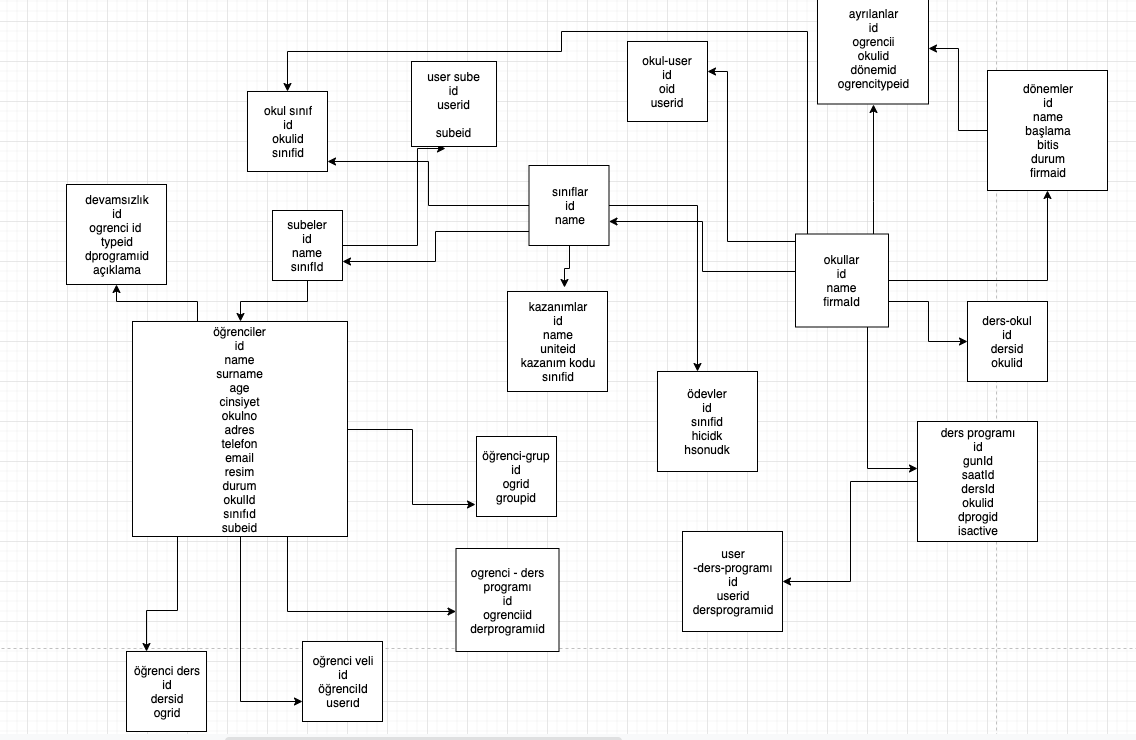 ayrılanlar
id
ogrencii
okulid
dönemid
ogrencitypeid
okul-user
id
oid
userid
user sube
id
userid
subeid
dönemler
id
name
başlama
bitis
durum
firmaid
okul sınıf
id
okulid
sınıfid
sınıflar
id
name
devamsızlık
id
ogrenci id
typeid
dprogramıid
açıklama
subeler
id
name
sınıfId
okullar
id
name
firmaId
kazanımlar
id
name
uniteid
kazanım kodu
sınıfid
ders-okul
id
dersid
okulid
öğrenciler
id
name
surname
age
cinsiyet
okulno
adres
telefon
email
resim
durum
okulId
sınıfıd
subeid
ödevler
id
sınıfid
hicidk
hsonudk
ders programı
id
gunId
saatId
dersId
okulid
dprogid
isactive
öğrenci-grup
id
ogrid
groupid
user
-ders-programı
id
userid
dersprogramıid
ogrenci - ders
programı
id
ogrenciid
derprogramıid
öğrenci ders
id
dersid
ogrid
oğrenci veli
id
öğrenciId
userıd